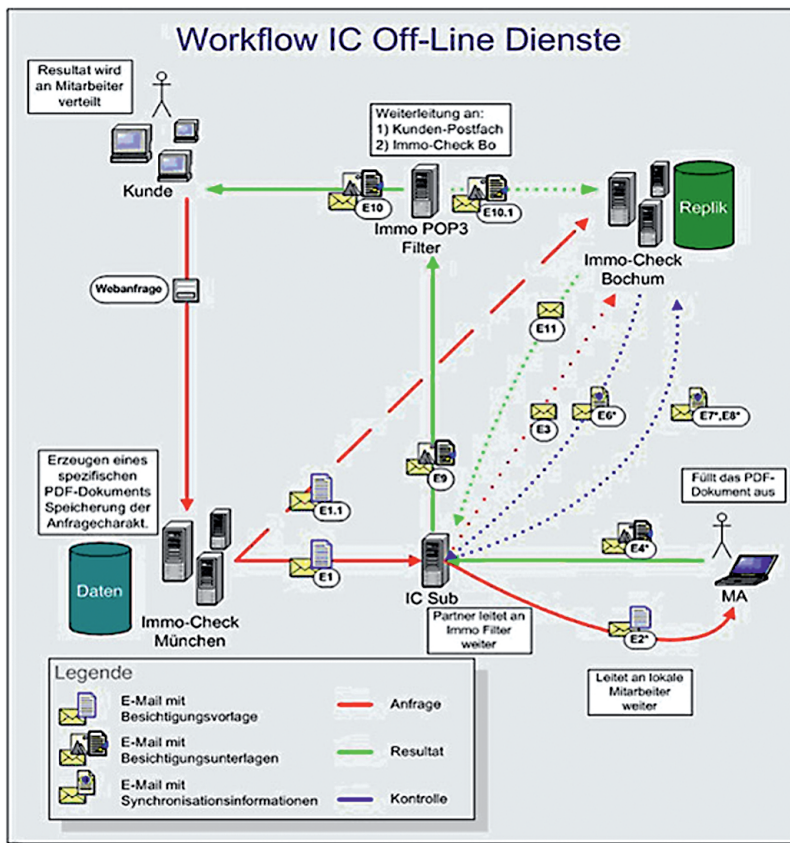 Workflow IC Off-Line Dienste
Resultat wird
an Mitarbeiter
verteilt
Kunde
Weiterleitung an:
1) Kunden-Postfach
2) Immo-Check Bo
E10
E10.1
Immo POP3
Filter
Replik
Immo-Check
Bochum
Webanfrage
E11
E3
E6*
E7*,E8*
E9
Erzeugen eines
spezifischen
PDF-Dokuments
Speicherung der
Anfragecharakt.
E1.1
E1
Daten
Immo-Check
München
IC Sub
Partner leitet an
Immo Filter
weiter
Füllt das PDF-
Dokument aus
E4*
MA
E2*
Leitet an lokale
Mitarbeiter
weiter
Legende
E-Mail mit
Besichtigungsvorlage
Anfrage
E-Mail mit
Besichtigungsunterlagen
Resultat
E-Mail mit
Synchronisationsinformationen
Kontrolle